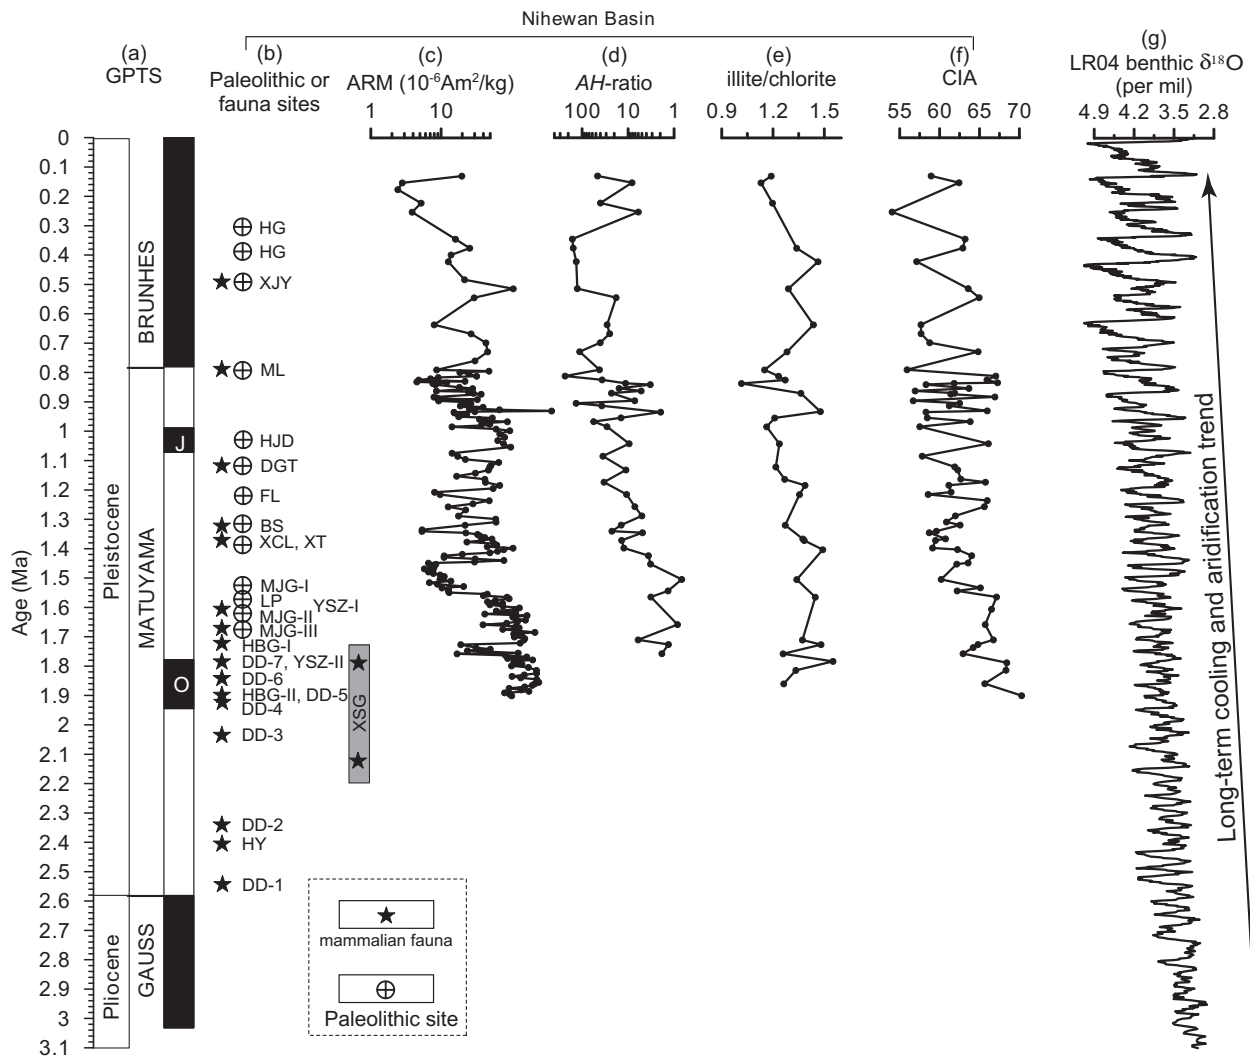 Nihewan Basin
(a)
GPTS
(b)
Paleolithic or
fauna sites
(c)
ARM (10⁻⁶Am²/kg)
1 10
(d)
AH-ratio
100 10 1
(e)
illite/chlorite
0.9 1.2 1.5
(f)
CIA
55 60 65 70
(g)
LR04 benthic δ¹⁸O
(per mil)
4.9 4.2 3.5 2.8
Age (Ma)
0
0.1
0.2
0.3
0.4
0.5
0.6
0.7
0.8
0.9
1
1.1
1.2
1.3
1.4
1.5
1.6
1.7
1.8
1.9
2
2.1
2.2
2.3
2.4
2.5
2.6
2.7
2.8
2.9
3
3.1
Pleistocene
Pliocene
BRUNHES
MATUYAMA
GAUSS
J
O
HG
HG
XJY
ML
HJD
DGT
FL
BS
XCL, XT
MJG-I
LP YSZ-I
MJG-II
MJG-III
HBG-I
DD-7, YSZ-II
DD-6
HBG-II, DD-5
DD-4
DD-3
DD-2
HY
DD-1
XSG
mammalian fauna
Paleolithic site
Long-term cooling and aridification trend